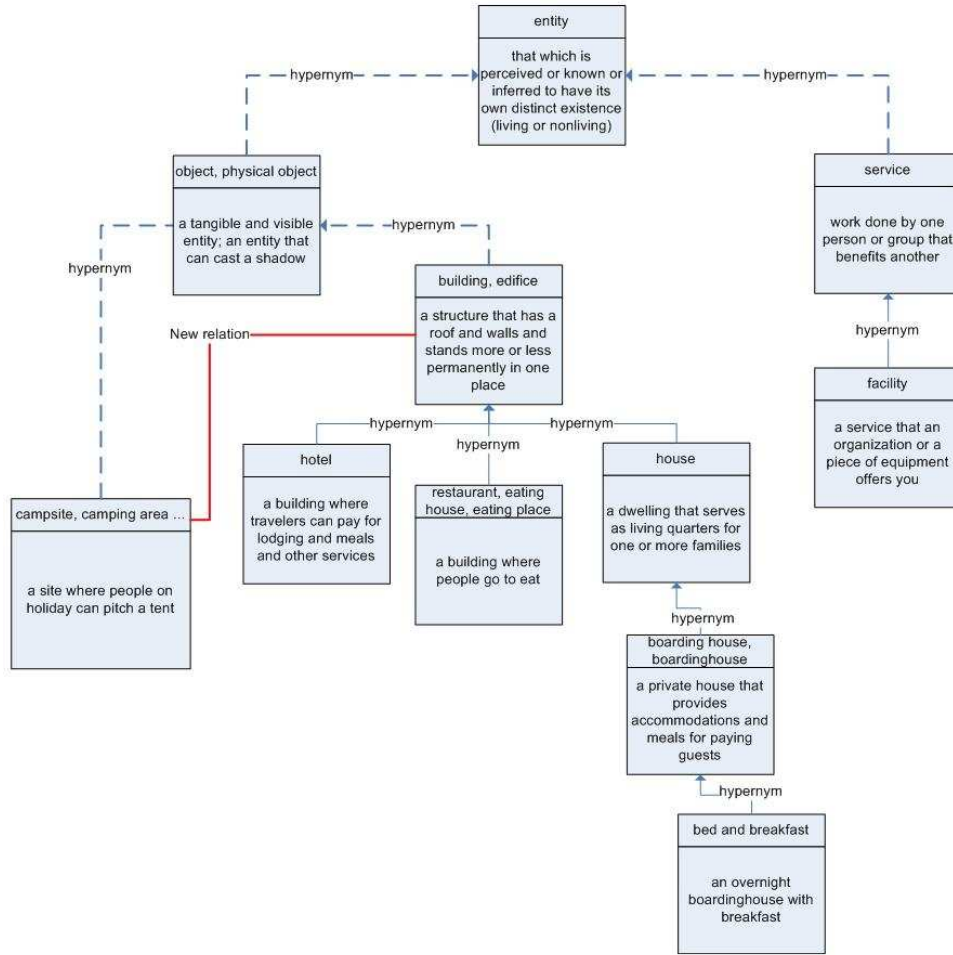 entity
that which is
perceived or known or
inferred to have its
own distinct existence
(living or nonliving)
hypernym
hypernym
object, physical object
a tangible and visible
entity; an entity that
can cast a shadow
service
work done by one
person or group that
benefits another
hypernym
hypernym
building, edifice
a structure that has a
roof and walls and
stands more or less
permanently in one
place
New relation
hypernym
facility
a service that an
organization or a
piece of equipment
offers you
hypernym
hypernym
hypernym
hotel
a building where
travelers can pay for
lodging and meals
and other services
restaurant, eating
house, eating place
a building where
people go to eat
house
a dwelling that serves
as living quarters for
one or more families
campsite, camping area ...
a site where people on
holiday can pitch a tent
hypernym
boarding house,
boardinghouse
a private house that
provides
accommodations and
meals for paying
guests
hypernym
bed and breakfast
an overnight
boardinghouse with
breakfast